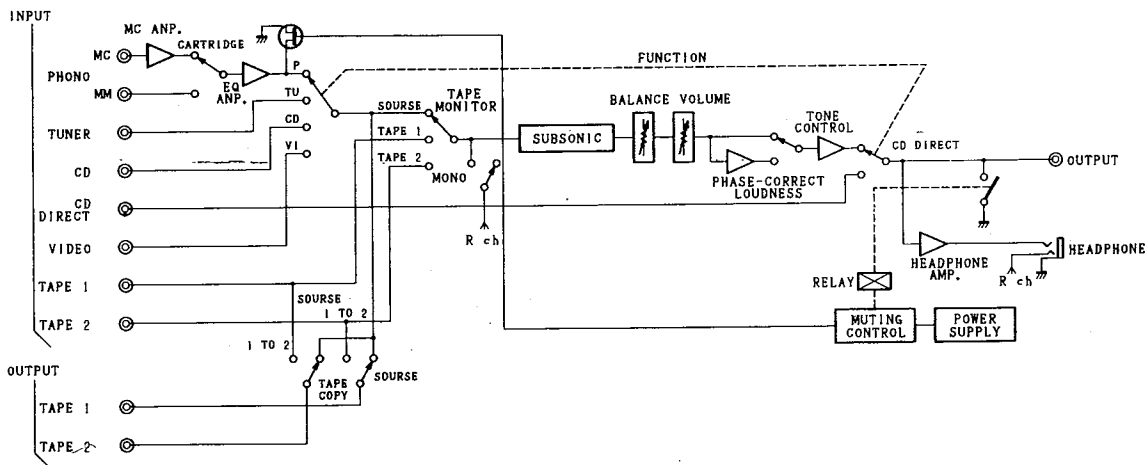 INPUT
MC ANP.
CARTRIDGE
MC
PHONO
MM
EQ
ANP.
P
TU
CD
VI
TUNER
CD
CD
DIRECT
VIDEO
TAPE 1
TAPE 2
FUNCTION
SOURSE
TAPE
MONITOR
TAPE 1
TAPE 2
MONO
R ch
SUBSONIC
BALANCE VOLUME
PHASE-CORRECT
LOUDNESS
TONE
CONTROL
CD DIRECT
OUTPUT
HEADPHONE
AMP.
HEADPHONE
R ch
RELAY
MUTING
CONTROL
POWER
SUPPLY
SOURSE
1 TO 2
1 TO 2
TAPE
COPY
SOURSE
OUTPUT
TAPE 1
TAPE 2